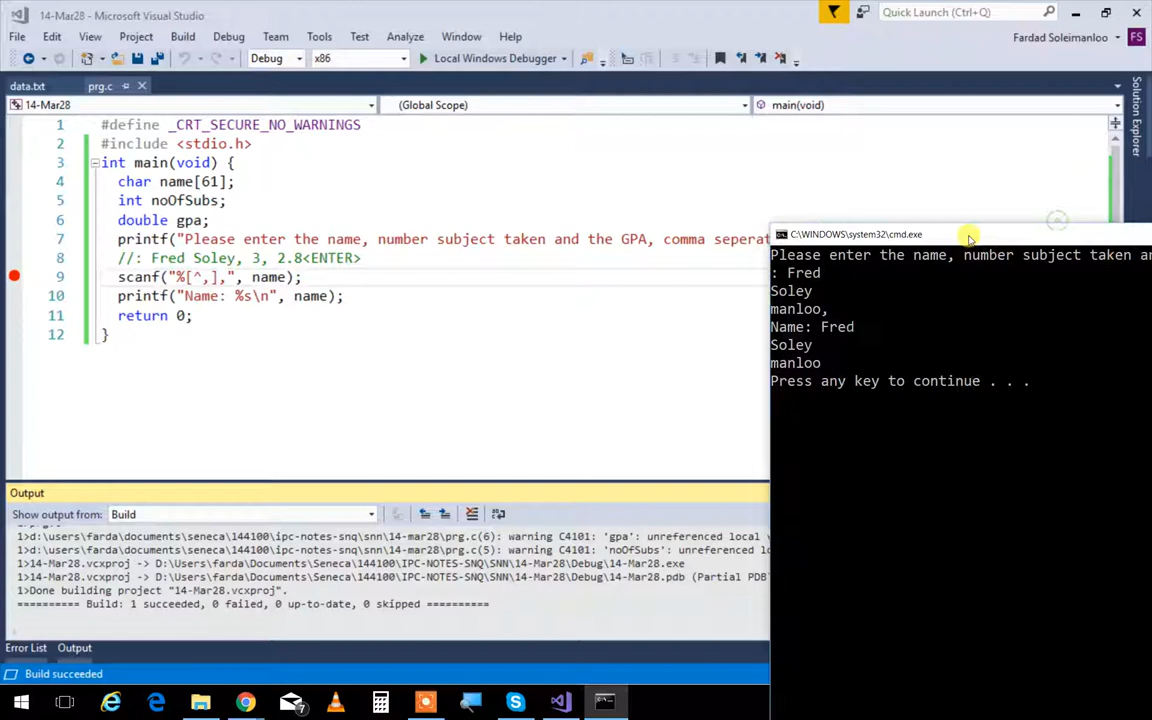 14-Mar28 - Microsoft Visual Studio
Quick Launch (Ctrl+Q)
File Edit View Project Build Debug Team Tools Test Analyze Window Help
Fardad Soleimanloo FS
Debug x86 Local Windows Debugger
data.txt prg.c
14-Mar28 (Global Scope) main(void)
1 #define _CRT_SECURE_NO_WARNINGS
2 #include <stdio.h>
3 int main(void) {
4 char name[61];
5 int noOfSubs;
6 double gpa;
7 printf("Please enter the name, number subject taken and the GPA, comma seperat
8 //: Fred Soley, 3, 2.8<ENTER>
9 scanf("%[^,],", name);
10 printf("Name: %s\n", name);
11 return 0;
12 }
Solution Explorer
C:\WINDOWS\system32\cmd.exe
Please enter the name, number subject taken an
: Fred
Soley
manloo,
Name: Fred
Soley
manloo
Press any key to continue . . .
Output
Show output from: Build
1>d:\users\farda\documents\seneca\144100\ipc-notes-snq\snn\14-mar28\prg.c(6): warning C4101: 'gpa': unreferenced local
1>d:\users\farda\documents\seneca\144100\ipc-notes-snq\snn\14-mar28\prg.c(5): warning C4101: 'noOfSubs': unreferenced lo
1>14-Mar28.vcxproj -> D:\Users\farda\Documents\Seneca\144100\IPC-NOTES-SNQ\SNN\14-Mar28\Debug\14-Mar28.exe
1>14-Mar28.vcxproj -> D:\Users\farda\Documents\Seneca\144100\IPC-NOTES-SNQ\SNN\14-Mar28\Debug\14-Mar28.pdb (Partial PDB
1>Done building project "14-Mar28.vcxproj".
========== Build: 1 succeeded, 0 failed, 0 up-to-date, 0 skipped ==========
Error List Output
Build succeeded
7